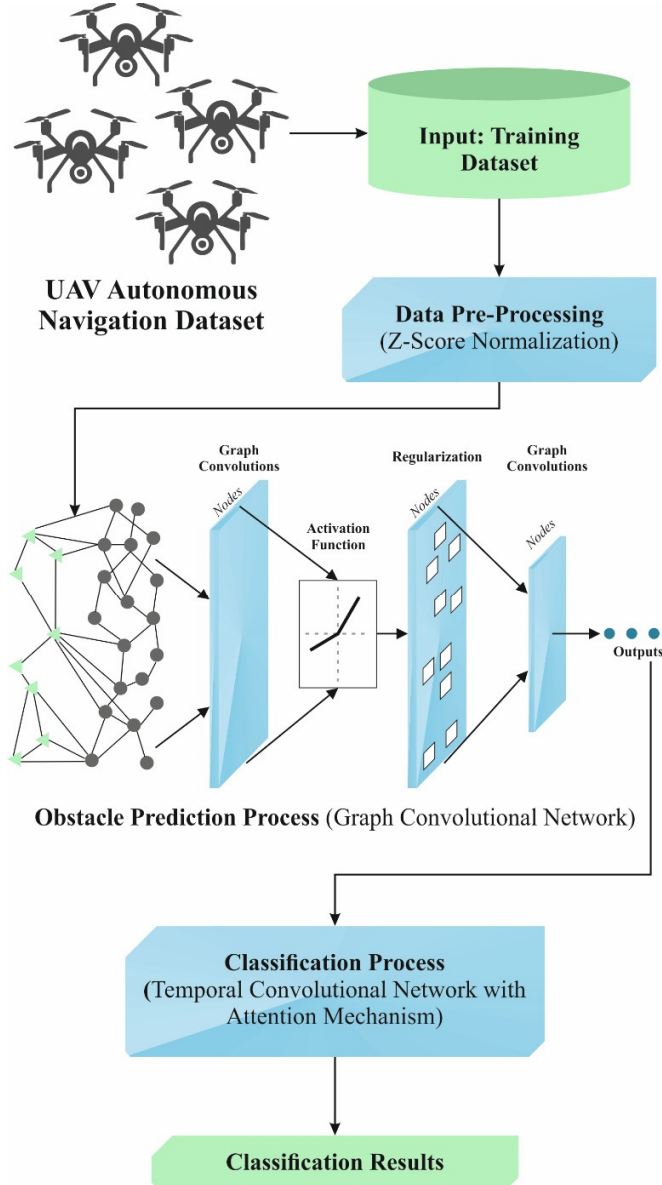 Input: Training
Dataset
UAV Autonomous
Navigation Dataset
Data Pre-Processing
(Z-Score Normalization)
Graph
Convolutions
Nodes
Activation
Function
Regularization
Nodes
Graph
Convolutions
Nodes
Outputs
Obstacle Prediction Process (Graph Convolutional Network)
Classification Process
(Temporal Convolutional Network with
Attention Mechanism)
Classification Results